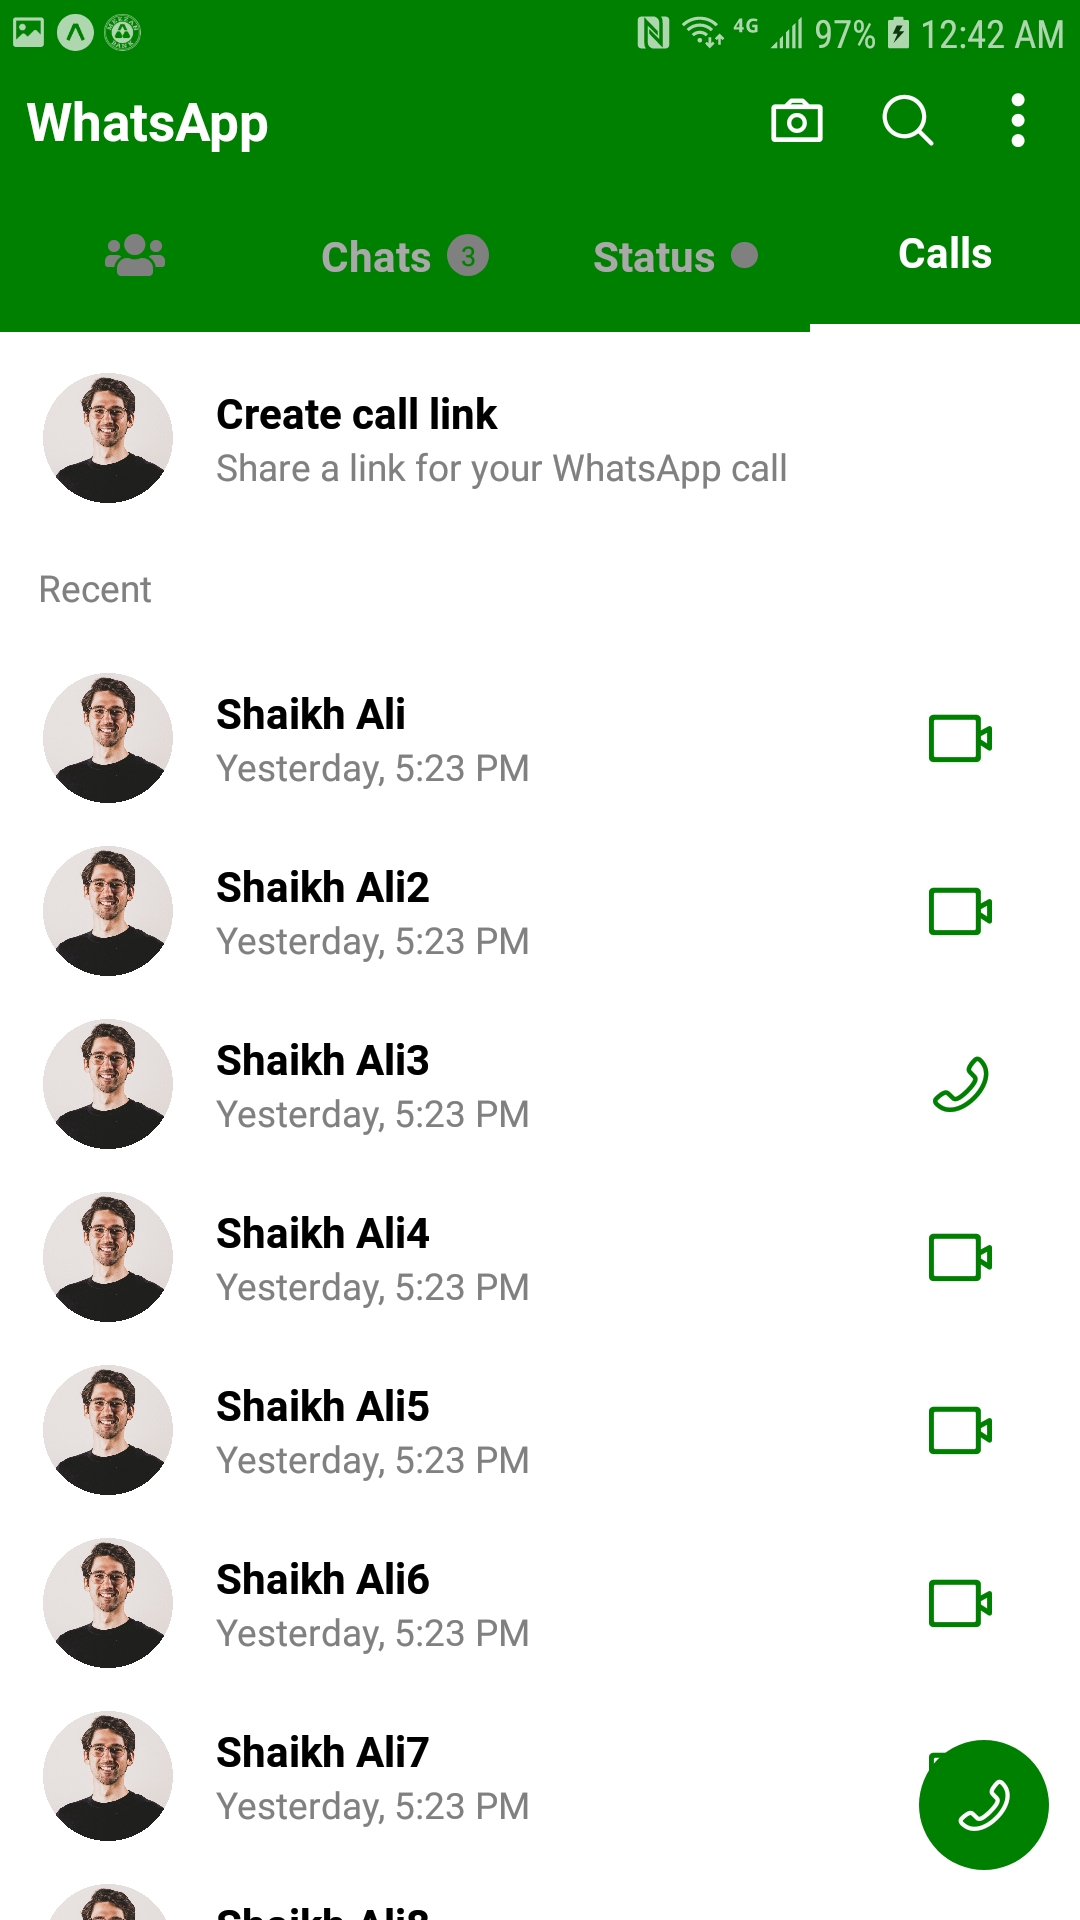 4G 97% 12:42 AM
WhatsApp
Chats 3 Status Calls
Create call link
Share a link for your WhatsApp call
Recent
Shaikh Ali
Yesterday, 5:23 PM
Shaikh Ali2
Yesterday, 5:23 PM
Shaikh Ali3
Yesterday, 5:23 PM
Shaikh Ali4
Yesterday, 5:23 PM
Shaikh Ali5
Yesterday, 5:23 PM
Shaikh Ali6
Yesterday, 5:23 PM
Shaikh Ali7
Yesterday, 5:23 PM
Shaikh Ali8